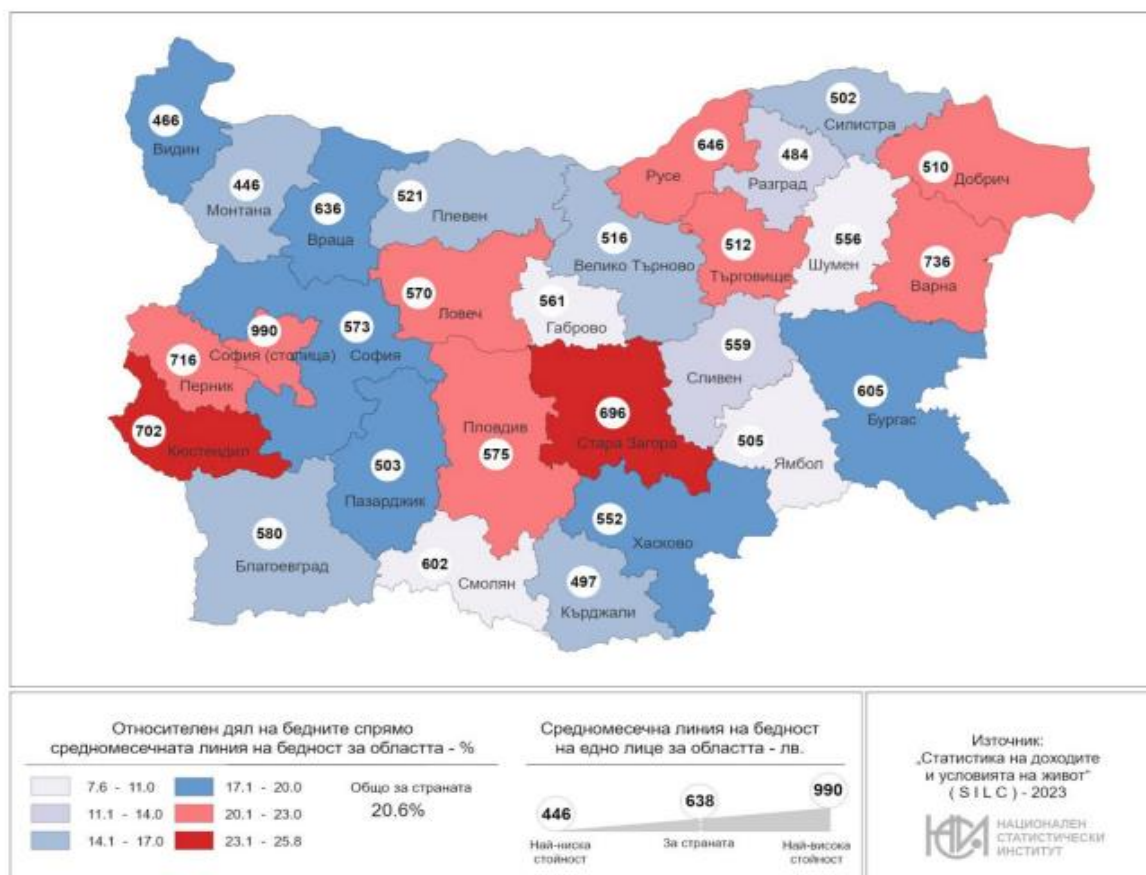 466
Видин
446
Монтана
636
Враца
521
Плевен
516
Велико Търново
646
Русе
484
Разград
502
Силистра
510
Добрич
512
Търговище
556
Шумен
736
Варна
570
Ловеч
561
Габрово
990
София (столица)
573
София
716
Перник
702
Кюстендил
559
Сливен
605
Бургас
696
Стара Загора
Пловдив
575
505
Ямбол
503
Пазарджик
580
Благоевград
552
Хасково
602
Смолян
497
Кърджали
Относителен дял на бедните спрямо
средномесечната линия на бедност за областта - %
7.6 - 11.0
11.1 - 14.0
14.1 - 17.0
17.1 - 20.0
20.1 - 23.0
23.1 - 25.8
Общо за страната
20.6%
Средномесечна линия на бедност
на едно лице за областта - лв.
446
638
990
Най-ниска
стойност
За страната
Най-висока
стойност
Източник:
„Статистика на доходите
и условията на живот“
( S I L C ) - 2023
НСИ
НАЦИОНАЛЕН
СТАТИСТИЧЕСКИ
ИНСТИТУТ